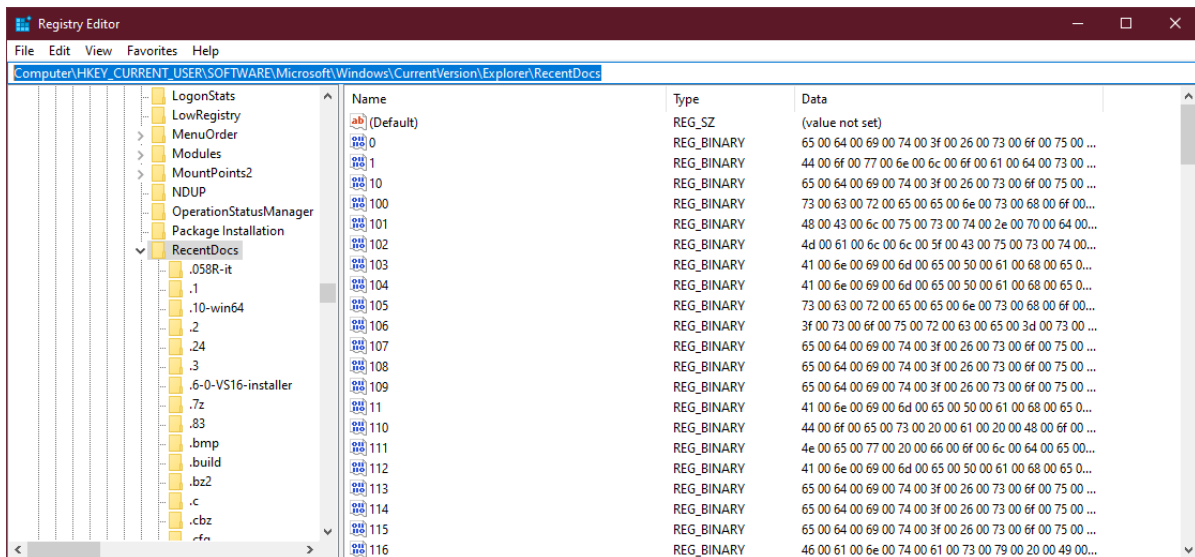 Registry Editor
File Edit View Favorites Help
Computer\HKEY_CURRENT_USER\SOFTWARE\Microsoft\Windows\CurrentVersion\Explorer\RecentDocs
LogonStats
LowRegistry
MenuOrder
Modules
MountPoints2
NDUP
OperationStatusManager
Package Installation
RecentDocs
.058R-it
.1
.10-win64
.2
.24
.3
.6-0-VS16-installer
.7z
.83
.bmp
.build
.bz2
.c
.cbz
.cfg
Name Type Data
(Default) REG_SZ (value not set)
0 REG_BINARY 65 00 64 00 69 00 74 00 3f 00 26 00 73 00 6f 00 75 00 ...
1 REG_BINARY 44 00 6f 00 77 00 6e 00 6c 00 6f 00 61 00 64 00 73 00 ...
10 REG_BINARY 65 00 64 00 69 00 74 00 3f 00 26 00 73 00 6f 00 75 00 ...
100 REG_BINARY 73 00 63 00 72 00 65 00 65 00 6e 00 73 00 68 00 6f 00...
101 REG_BINARY 48 00 43 00 6c 00 75 00 73 00 74 00 2e 00 70 00 64 00...
102 REG_BINARY 4d 00 61 00 6c 00 6c 00 5f 00 43 00 75 00 73 00 74 00...
103 REG_BINARY 41 00 6e 00 69 00 6d 00 65 00 50 00 61 00 68 00 65 0...
104 REG_BINARY 41 00 6e 00 69 00 6d 00 65 00 50 00 61 00 68 00 65 0...
105 REG_BINARY 73 00 63 00 72 00 65 00 65 00 6e 00 73 00 68 00 6f 00...
106 REG_BINARY 3f 00 73 00 6f 00 75 00 72 00 63 00 65 00 3d 00 73 00 ...
107 REG_BINARY 65 00 64 00 69 00 74 00 3f 00 26 00 73 00 6f 00 75 00 ...
108 REG_BINARY 65 00 64 00 69 00 74 00 3f 00 26 00 73 00 6f 00 75 00 ...
109 REG_BINARY 65 00 64 00 69 00 74 00 3f 00 26 00 73 00 6f 00 75 00 ...
11 REG_BINARY 41 00 6e 00 69 00 6d 00 65 00 50 00 61 00 68 00 65 0...
110 REG_BINARY 44 00 6f 00 65 00 73 00 20 00 61 00 20 00 48 00 6f 00 ...
111 REG_BINARY 4e 00 65 00 77 00 20 00 66 00 6f 00 6c 00 64 00 65 00...
112 REG_BINARY 41 00 6e 00 69 00 6d 00 65 00 50 00 61 00 68 00 65 0...
113 REG_BINARY 65 00 64 00 69 00 74 00 3f 00 26 00 73 00 6f 00 75 00 ...
114 REG_BINARY 65 00 64 00 69 00 74 00 3f 00 26 00 73 00 6f 00 75 00 ...
115 REG_BINARY 65 00 64 00 69 00 74 00 3f 00 26 00 73 00 6f 00 75 00 ...
116 REG_BINARY 46 00 61 00 6e 00 74 00 61 00 73 00 79 00 20 00 49 00...